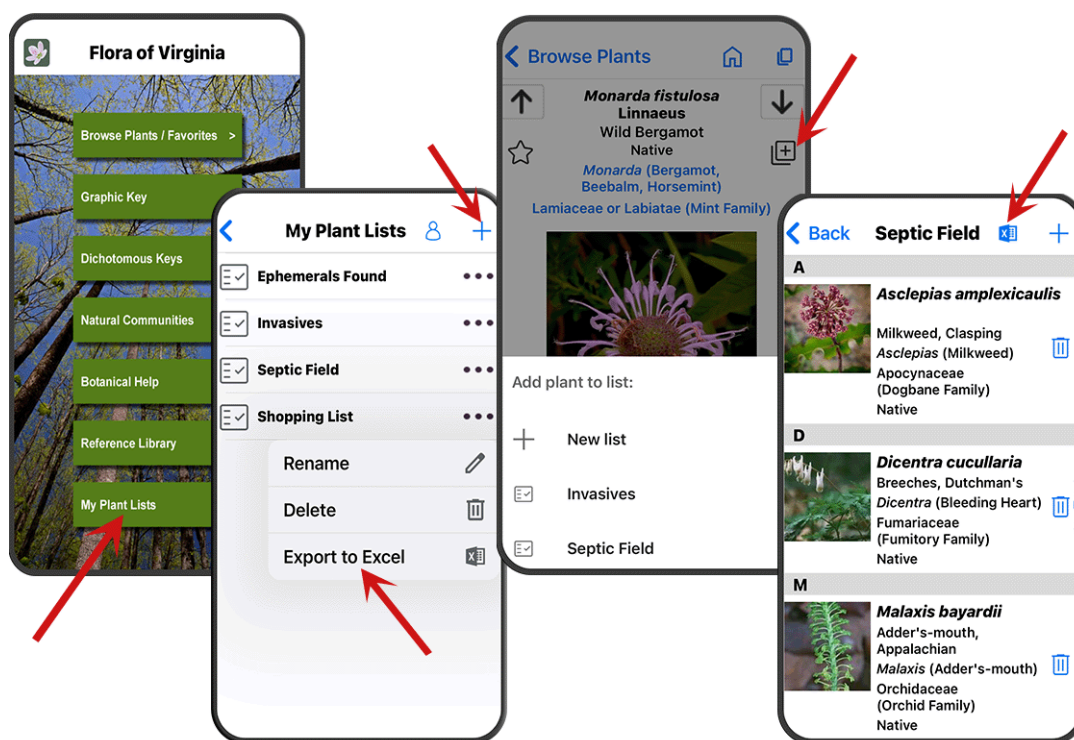 Flora of Virginia
Browse Plants / Favorites >
Graphic Key
Dichotomous Keys
Natural Communities
Botanical Help
Reference Library
My Plant Lists
My Plant Lists
Ephemerals Found
Invasives
Septic Field
Shopping List
Rename
Delete
Export to Excel
Browse Plants
Monarda fistulosa
Linnaeus
Wild Bergamot
Native
Monarda (Bergamot,
Beebalm, Horsemint)
Lamiaceae or Labiatae (Mint Family)
Add plant to list:
New list
Invasives
Septic Field
Back
Septic Field
A
Asclepias amplexicaulis
Milkweed, Clasping
Asclepias (Milkweed)
Apocynaceae
(Dogbane Family)
Native
D
Dicentra cucullaria
Breeches, Dutchman's
Dicentra (Bleeding Heart)
Fumariaceae
(Fumitory Family)
Native
M
Malaxis bayardii
Adder's-mouth,
Appalachian
Malaxis (Adder's-mouth)
Orchidaceae
(Orchid Family)
Native